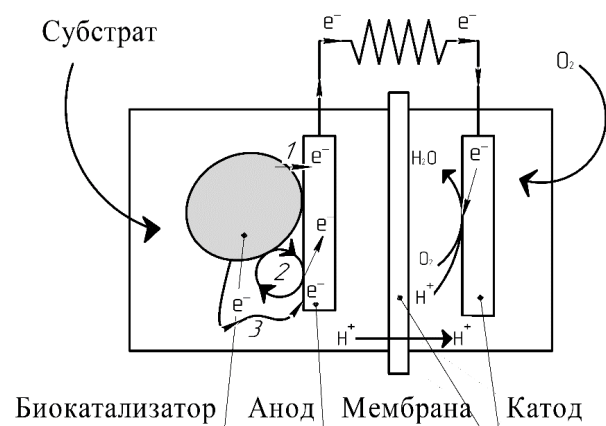 e⁻ e⁻
Субстрат
O₂
1 e⁻
H₂O e⁻
e⁻
2
O₂
e⁻ e⁻ H⁺
3
H⁺ H⁺
Биокатализатор Анод Мембрана Катод